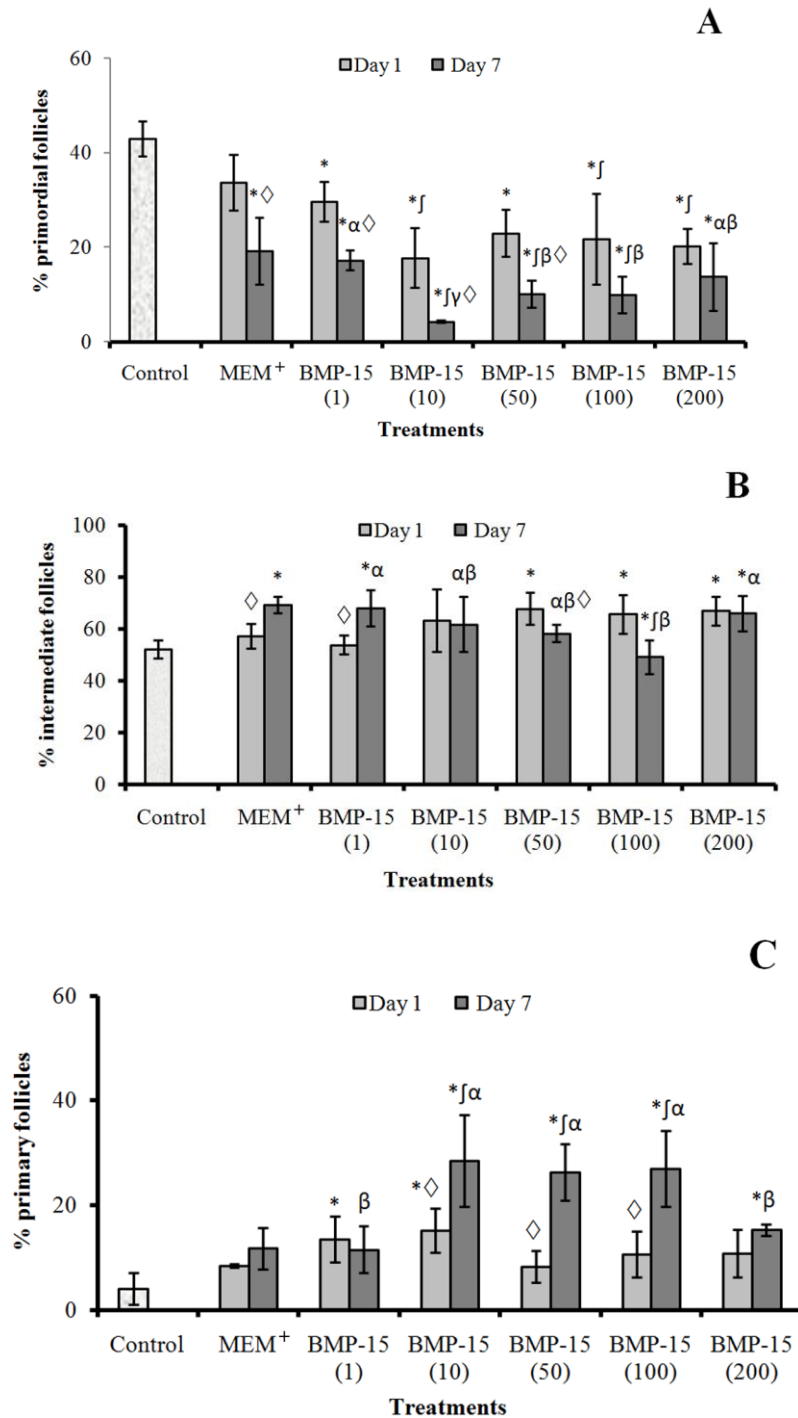 A
60
40
20
0
% primordial follicles
Day 1 Day 7
* ◊
*
*α◊
*∫
*∫γ◊
*
*∫β◊
*∫
*∫β
*∫
*αβ
Control MEM+ BMP-15 BMP-15 BMP-15 BMP-15 BMP-15
(1) (10) (50) (100) (200)
Treatments
B
100
80
60
40
20
0
% intermediate follicles
Day 1 Day 7
◊
*
◊
*α
αβ
*
αβ◊
*
*∫β
*
*α
Control MEM+ BMP-15 BMP-15 BMP-15 BMP-15 BMP-15
(1) (10) (50) (100) (200)
Treatments
C
60
40
20
0
% primary follicles
Day 1 Day 7
*
β
*◊
*∫α
◊
*∫α
◊
*∫α
*β
Control MEM+ BMP-15 BMP-15 BMP-15 BMP-15 BMP-15
(1) (10) (50) (100) (200)
Treatments